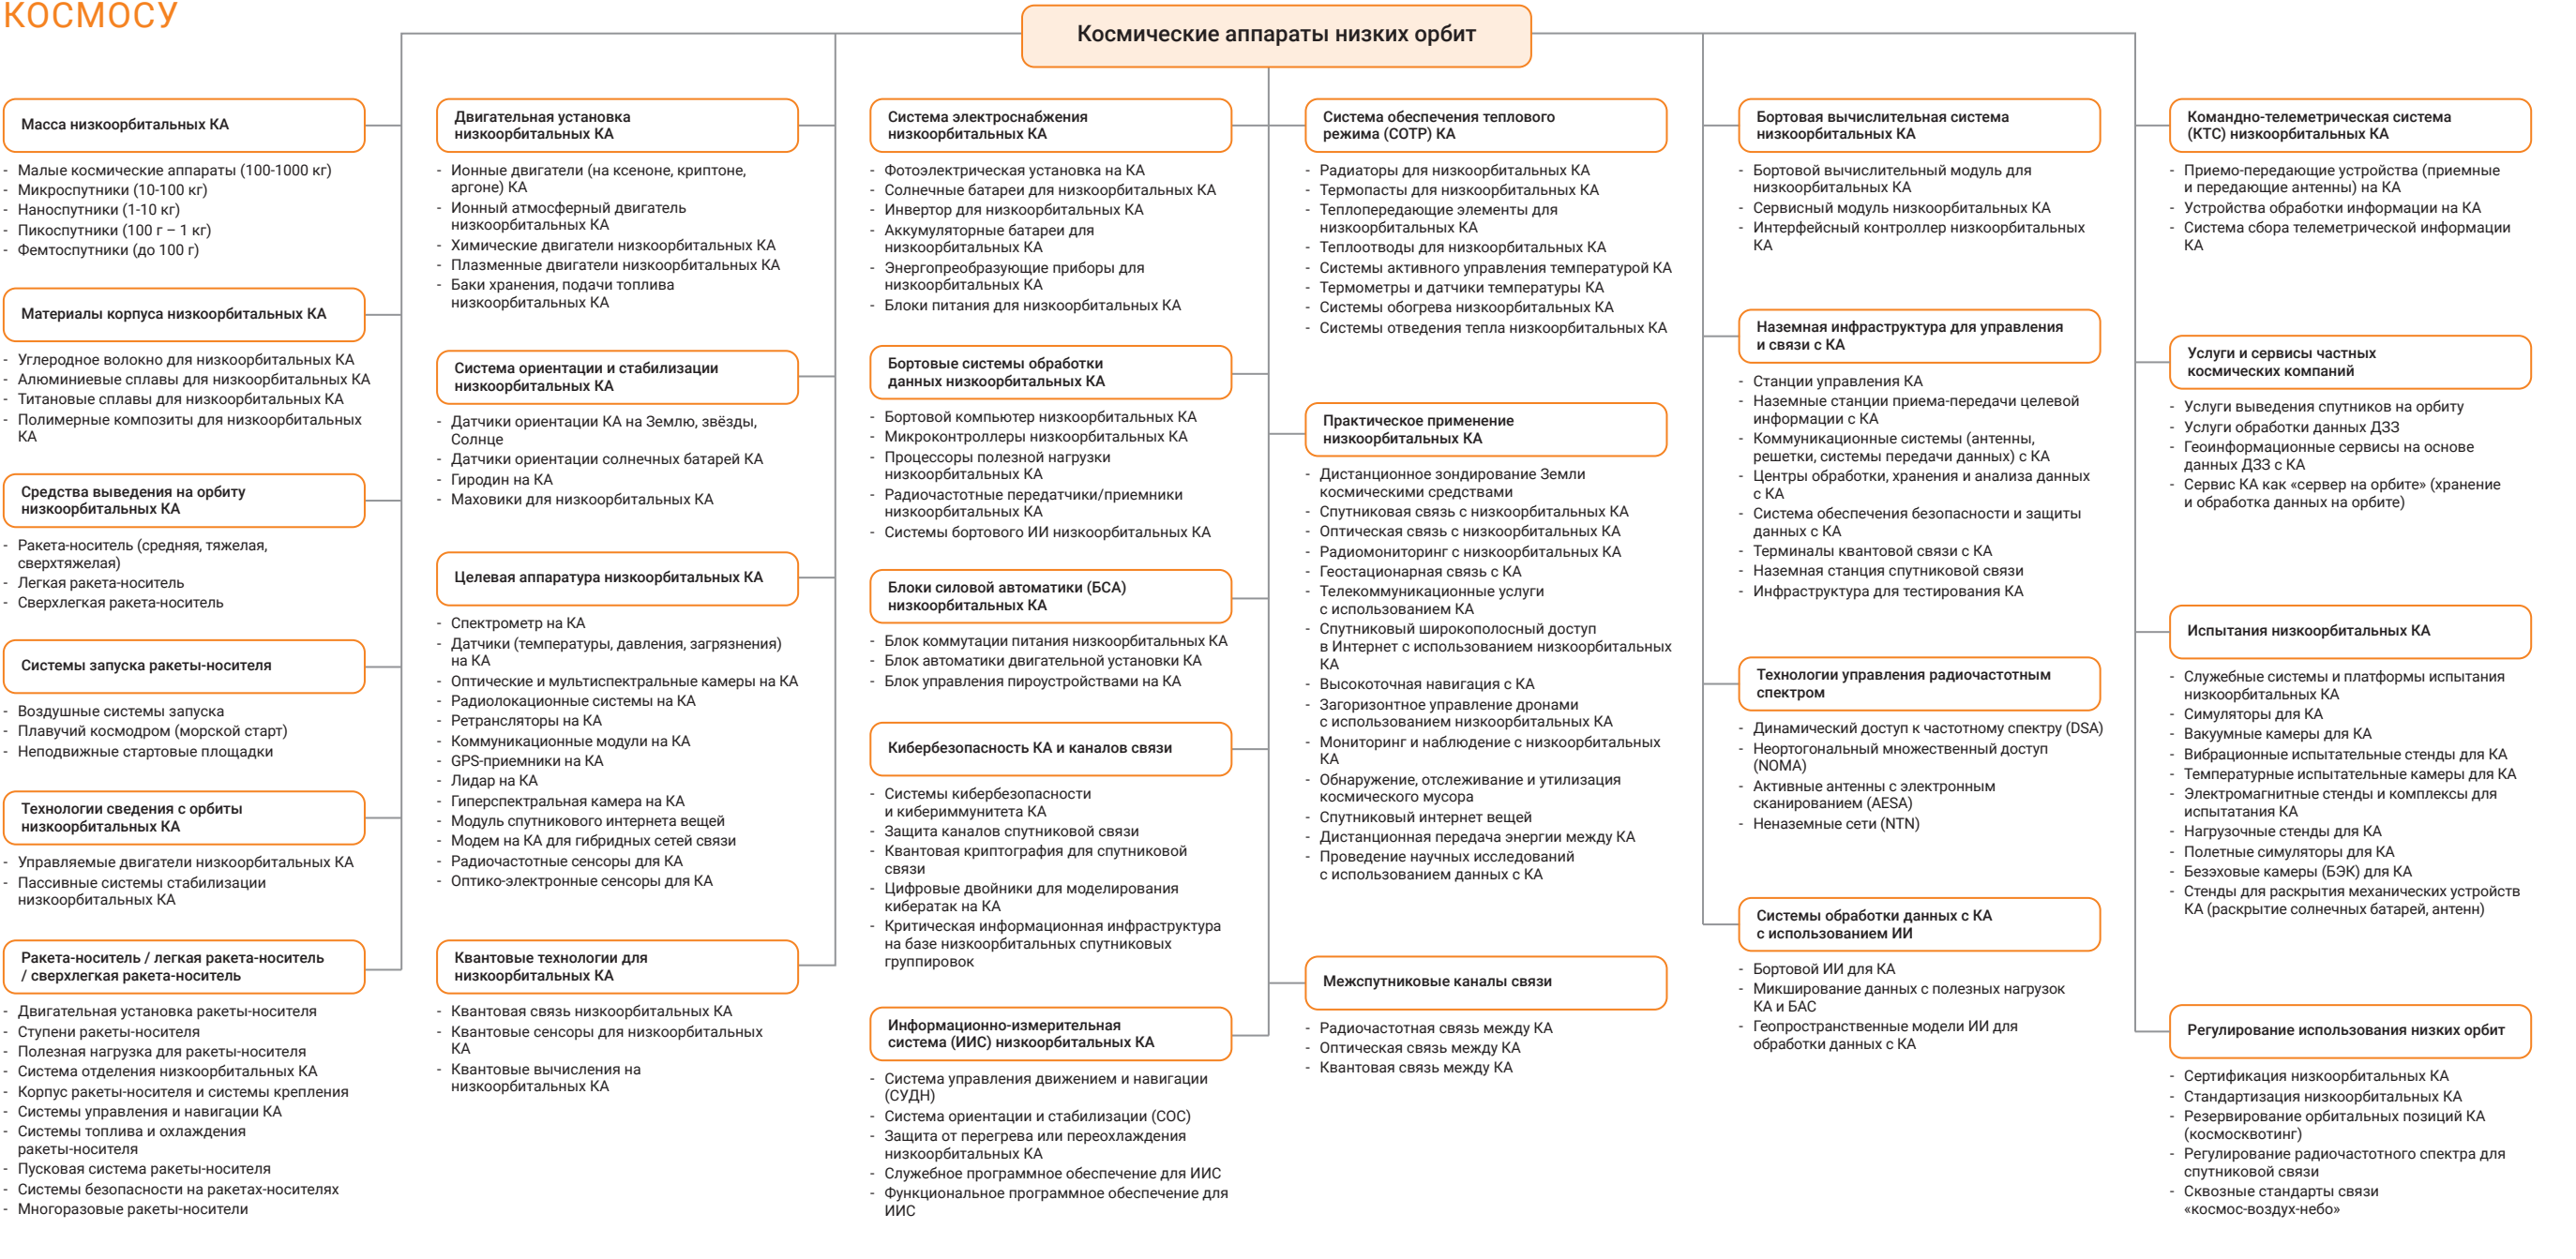 КОСМОСУ
Космические аппараты низких орбит
Масса низкоорбитальных КА
- Малые космические аппараты (100-1000 кг)
- Микроспутники (10-100 кг)
- Наноспутники (1-10 кг)
- Пикоспутники (100 г – 1 кг)
- Фемтоспутники (до 100 г)
Материалы корпуса низкоорбитальных КА
- Углеродное волокно для низкоорбитальных КА
- Алюминиевые сплавы для низкоорбитальных КА
- Титановые сплавы для низкоорбитальных КА
- Полимерные композиты для низкоорбитальных
КА
Средства выведения на орбиту
низкоорбитальных КА
- Ракета-носитель (средняя, тяжелая,
сверхтяжелая)
- Легкая ракета-носитель
- Сверхлегкая ракета-носитель
Системы запуска ракеты-носителя
- Воздушные системы запуска
- Плавучий космодром (морской старт)
- Неподвижные стартовые площадки
Технологии сведения с орбиты
низкоорбитальных КА
- Управляемые двигатели низкоорбитальных КА
- Пассивные системы стабилизации
низкоорбитальных КА
Ракета-носитель / легкая ракета-носитель
/ сверхлегкая ракета-носитель
- Двигательная установка ракеты-носителя
- Ступени ракеты-носителя
- Полезная нагрузка для ракеты-носителя
- Система отделения низкоорбитальных КА
- Корпус ракеты-носителя и системы крепления
- Системы управления и навигации КА
- Системы топлива и охлаждения
ракеты-носителя
- Пусковая система ракеты-носителя
- Системы безопасности на ракетах-носителях
- Многоразовые ракеты-носители
Двигательная установка
низкоорбитальных КА
- Ионные двигатели (на ксеноне, криптоне,
аргоне) КА
- Ионный атмосферный двигатель
низкоорбитальных КА
- Химические двигатели низкоорбитальных КА
- Плазменные двигатели низкоорбитальных КА
- Баки хранения, подачи топлива
низкоорбитальных КА
Система ориентации и стабилизации
низкоорбитальных КА
- Датчики ориентации КА на Землю, звёзды,
Солнце
- Датчики ориентации солнечных батарей КА
- Гиродин на КА
- Маховики для низкоорбитальных КА
Целевая аппаратура низкоорбитальных КА
- Спектрометр на КА
- Датчики (температуры, давления, загрязнения)
на КА
- Оптические и мультиспектральные камеры на КА
- Радиолокационные системы на КА
- Ретрансляторы на КА
- Коммуникационные модули на КА
- GPS-приемники на КА
- Лидар на КА
- Гиперспектральная камера на КА
- Модуль спутникового интернета вещей
- Модем на КА для гибридных сетей связи
- Радиочастотные сенсоры для КА
- Оптико-электронные сенсоры для КА
Квантовые технологии для
низкоорбитальных КА
- Квантовая связь низкоорбитальных КА
- Квантовые сенсоры для низкоорбитальных
КА
- Квантовые вычисления на
низкоорбитальных КА
Система электроснабжения
низкоорбитальных КА
- Фотоэлектрическая установка на КА
- Солнечные батареи для низкоорбитальных КА
- Инвертор для низкоорбитальных КА
- Аккумуляторные батареи для
низкоорбитальных КА
- Энергопреобразующие приборы для
низкоорбитальных КА
- Блоки питания для низкоорбитальных КА
Бортовые системы обработки
данных низкоорбитальных КА
- Бортовой компьютер низкоорбитальных КА
- Микроконтроллеры низкоорбитальных КА
- Процессоры полезной нагрузки
низкоорбитальных КА
- Радиочастотные передатчики/приемники
низкоорбитальных КА
- Системы бортового ИИ низкоорбитальных КА
Блоки силовой автоматики (БСА)
низкоорбитальных КА
- Блок коммутации питания низкоорбитальных КА
- Блок автоматики двигательной установки КА
- Блок управления пироустройствами на КА
Кибербезопасность КА и каналов связи
- Системы кибербезопасности
и кибериммунитета КА
- Защита каналов спутниковой связи
- Квантовая криптография для спутниковой
связи
- Цифровые двойники для моделирования
кибератак на КА
- Критическая информационная инфраструктура
на базе низкоорбитальных спутниковых
группировок
Информационно-измерительная
система (ИИС) низкоорбитальных КА
- Система управления движением и навигации
(СУДН)
- Система ориентации и стабилизации (СОС)
- Защита от перегрева или переохлаждения
низкоорбитальных КА
- Служебное программное обеспечение для ИИС
- Функциональное программное обеспечение для
ИИС
Система обеспечения теплового
режима (СОТР) КА
- Радиаторы для низкоорбитальных КА
- Термопасты для низкоорбитальных КА
- Теплопередающие элементы для
низкоорбитальных КА
- Теплоотводы для низкоорбитальных КА
- Системы активного управления температурой КА
- Термометры и датчики температуры КА
- Системы обогрева низкоорбитальных КА
- Системы отведения тепла низкоорбитальных КА
Практическое применение
низкоорбитальных КА
- Дистанционное зондирование Земли
космическими средствами
- Спутниковая связь с низкоорбитальных КА
- Оптическая связь с низкоорбитальных КА
- Радиомониторинг с низкоорбитальных КА
- Геостационарная связь с КА
- Телекоммуникационные услуги
с использованием КА
- Спутниковый широкополосный доступ
в Интернет с использованием низкоорбитальных
КА
- Высокоточная навигация с КА
- Загоризонтное управление дронами
с использованием низкоорбитальных КА
- Мониторинг и наблюдение с низкоорбитальных
КА
- Обнаружение, отслеживание и утилизация
космического мусора
- Спутниковый интернет вещей
- Дистанционная передача энергии между КА
- Проведение научных исследований
с использованием данных с КА
Межспутниковые каналы связи
- Радиочастотная связь между КА
- Оптическая связь между КА
- Квантовая связь между КА
Бортовая вычислительная система
низкоорбитальных КА
- Бортовой вычислительный модуль для
низкоорбитальных КА
- Сервисный модуль низкоорбитальных КА
- Интерфейсный контроллер низкоорбитальных
КА
Наземная инфраструктура для управления
и связи с КА
- Станции управления КА
- Наземные станции приема-передачи целевой
информации с КА
- Коммуникационные системы (антенны,
решетки, системы передачи данных) с КА
- Центры обработки, хранения и анализа данных
с КА
- Система обеспечения безопасности и защиты
данных с КА
- Терминалы квантовой связи с КА
- Наземная станция спутниковой связи
- Инфраструктура для тестирования КА
Технологии управления радиочастотным
спектром
- Динамический доступ к частотному спектру (DSA)
- Неортогональный множественный доступ
(NOMA)
- Активные антенны с электронным
сканированием (AESA)
- Неназемные сети (NTN)
Системы обработки данных с КА
с использованием ИИ
- Бортовой ИИ для КА
- Микширование данных с полезных нагрузок
КА и БАС
- Геопространственные модели ИИ для
обработки данных с КА
Командно-телеметрическая система
(КТС) низкоорбитальных КА
- Приемо-передающие устройства (приемные
и передающие антенны) на КА
- Устройства обработки информации на КА
- Система сбора телеметрической информации
КА
Услуги и сервисы частных
космических компаний
- Услуги выведения спутников на орбиту
- Услуги обработки данных ДЗЗ
- Геоинформационные сервисы на основе
данных ДЗЗ с КА
- Сервис КА как «сервер на орбите» (хранение
и обработка данных на орбите)
Испытания низкоорбитальных КА
- Служебные системы и платформы испытания
низкоорбитальных КА
- Симуляторы для КА
- Вакуумные камеры для КА
- Вибрационные испытательные стенды для КА
- Температурные испытательные камеры для КА
- Электромагнитные стенды и комплексы для
испытатания КА
- Нагрузочные стенды для КА
- Полетные симуляторы для КА
- Безэховые камеры (БЭК) для КА
- Стенды для раскрытия механических устройств
КА (раскрытие солнечных батарей, антенн)
Регулирование использования низких орбит
- Сертификация низкоорбитальных КА
- Стандартизация низкоорбитальных КА
- Резервирование орбитальных позиций КА
(космосквотинг)
- Регулирование радиочастотного спектра для
спутниковой связи
- Сквозные стандарты связи
«космос-воздух-небо»